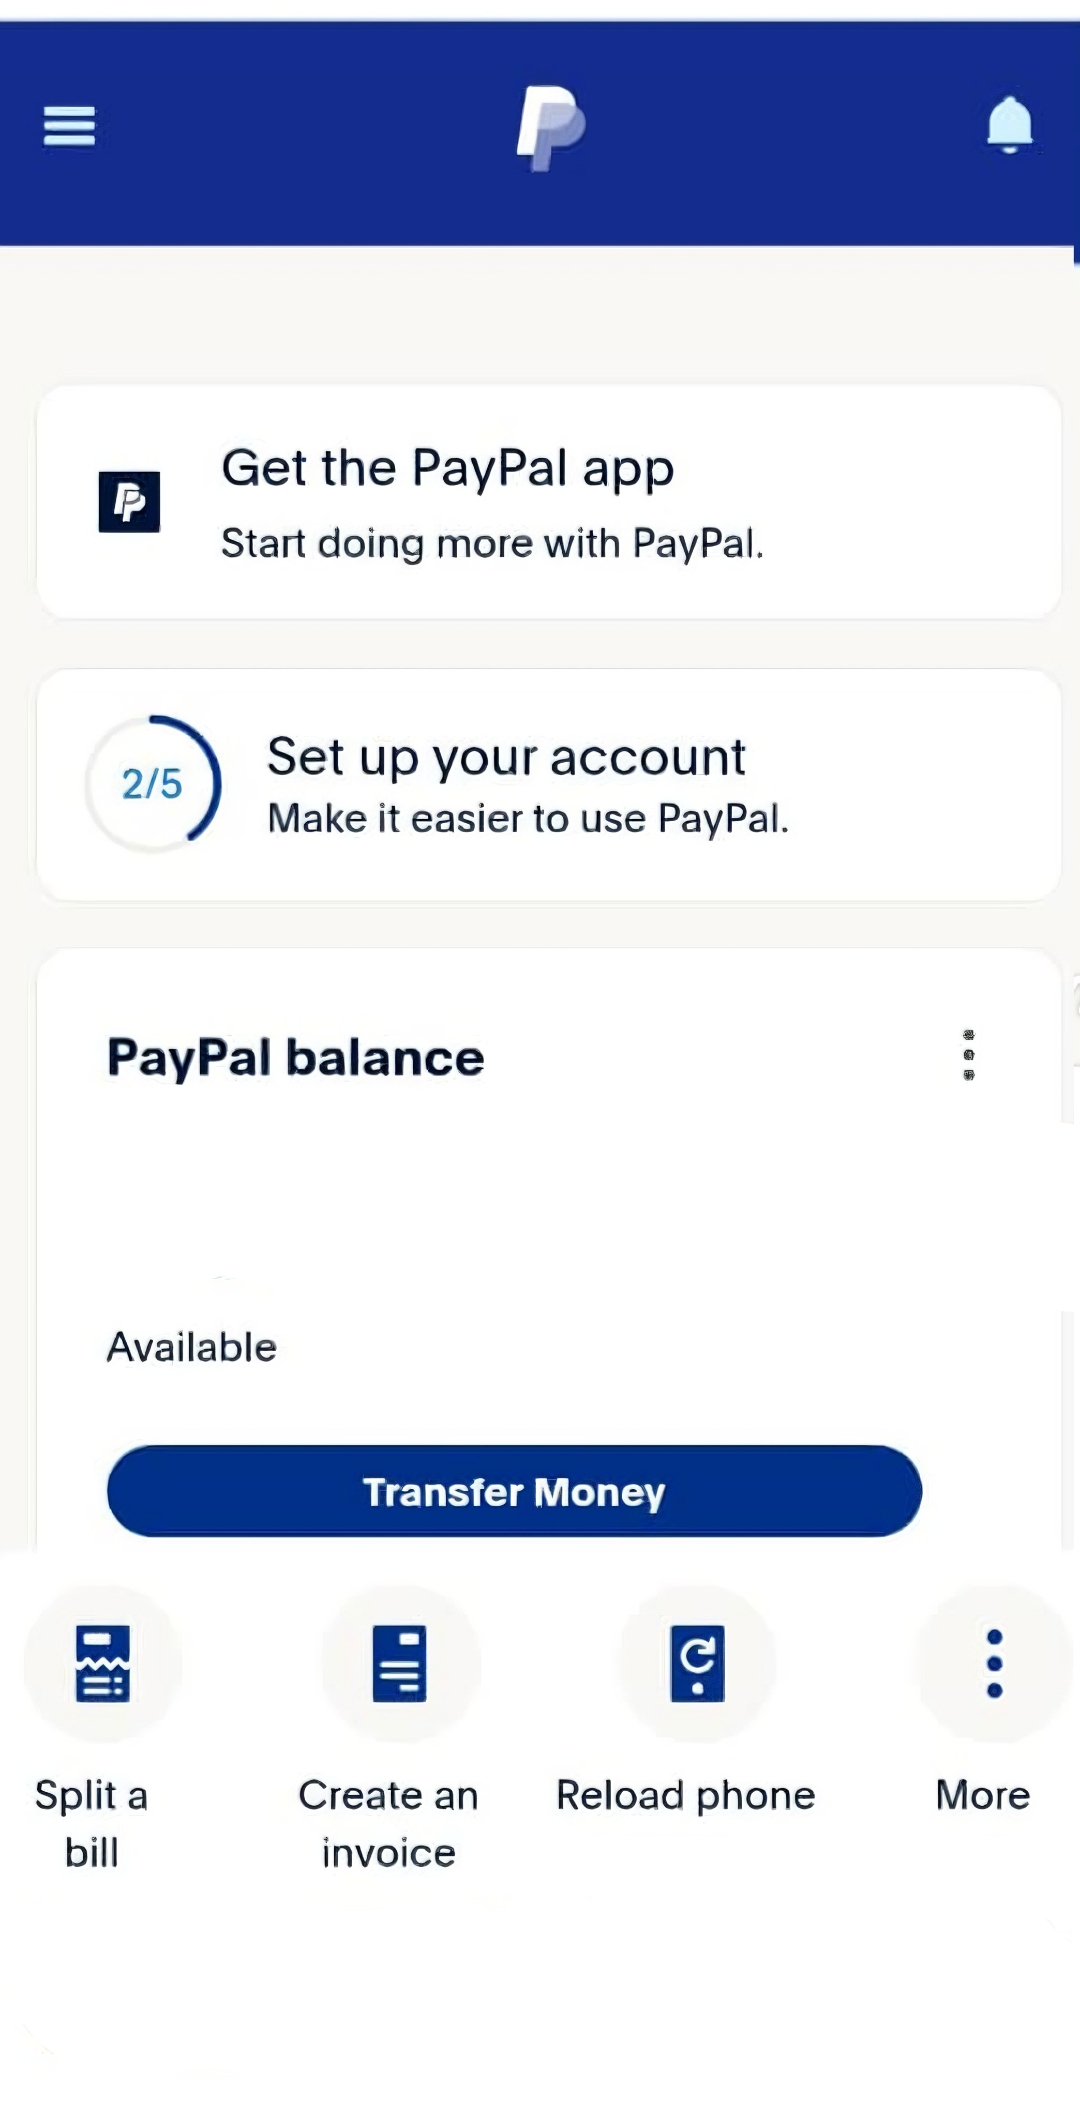 Get the PayPal app
Start doing more with PayPal.
2/5
Set up your account
Make it easier to use PayPal.
PayPal balance
Available
Transfer Money
Split a
bill
Create an
invoice
Reload phone
More